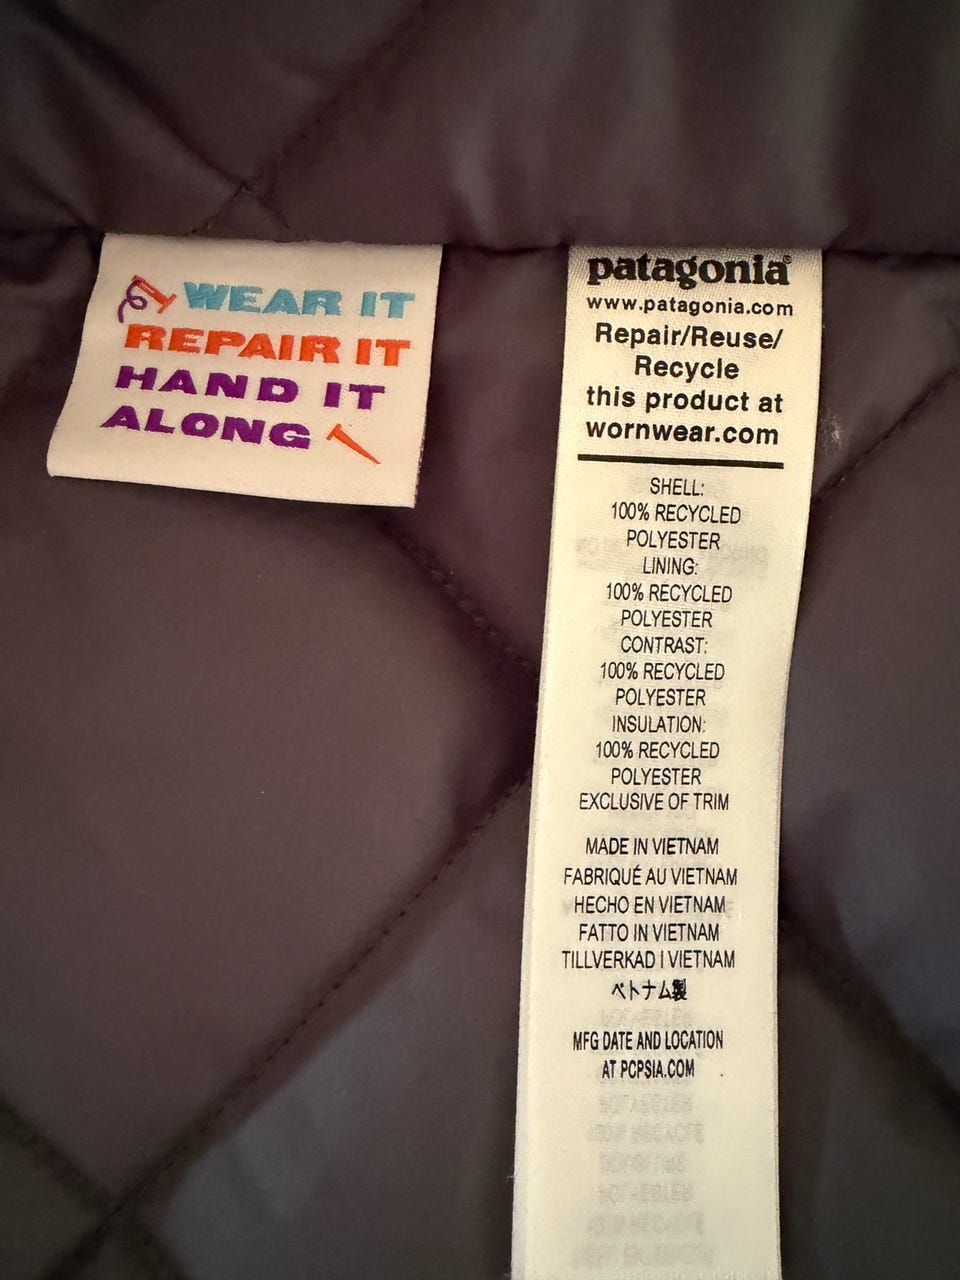 WEAR IT
REPAIR IT
HAND IT
ALONG
patagonia®
www.patagonia.com
Repair/Reuse/
Recycle
this product at
wornwear.com
SHELL:
100% RECYCLED
POLYESTER
LINING:
100% RECYCLED
POLYESTER
CONTRAST:
100% RECYCLED
POLYESTER
INSULATION:
100% RECYCLED
POLYESTER
EXCLUSIVE OF TRIM
MADE IN VIETNAM
FABRIQUÉ AU VIETNAM
HECHO EN VIETNAM
FATTO IN VIETNAM
TILLVERKAD I VIETNAM
ベトナム製
MFG DATE AND LOCATION
AT PCPSIA.COM